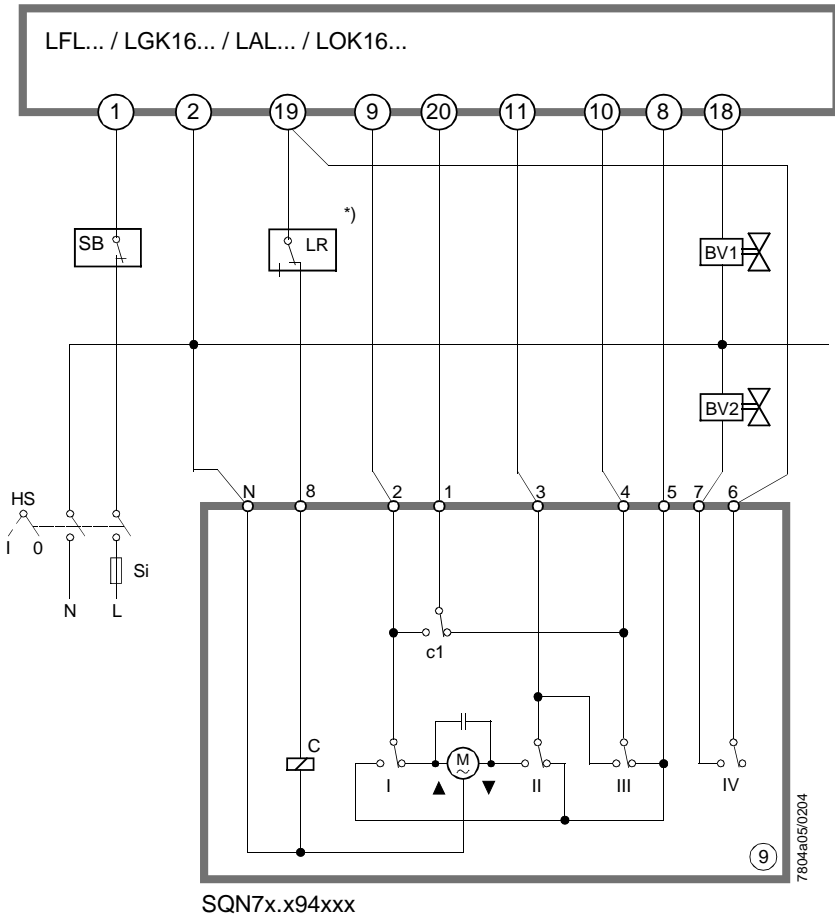 LFL... / LGK16... / LAL... / LOK16...
1 2 19 9 20 11 10 8 18
*)
SB LR BV1
BV2
HS
I 0
Si
N L
N 8 2 1 3 4 5 7 6
c1
C
M
~
I ▲ ▼ II III IV
9
7804a05/0204
SQN7x.x94xxx